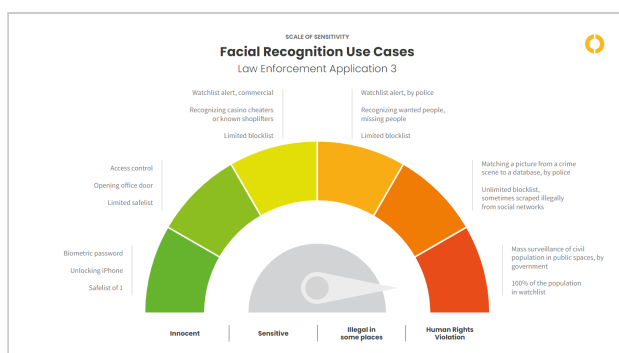 SCALE OF SENSITIVITY
Facial Recognition Use Cases
Law Enforcement Application 3
Watchlist alert, commercial
Recognizing casino cheaters
or known shoplifters
Limited blocklist
Watchlist alert, by police
Recognizing wanted people,
missing people
Limited blocklist
Access control
Opening office door
Limited safelist
Matching a picture from a crime
scene to a database, by police
Unlimited blocklist,
sometimes scraped illegally
from social networks
Biometric password
Unlocking iPhone
Safelist of 1
Mass surveillance of civil
population in public spaces, by
government
100% of the population
in watchlist
Innocent
Sensitive
Illegal in
some places
Human Rights
Violation